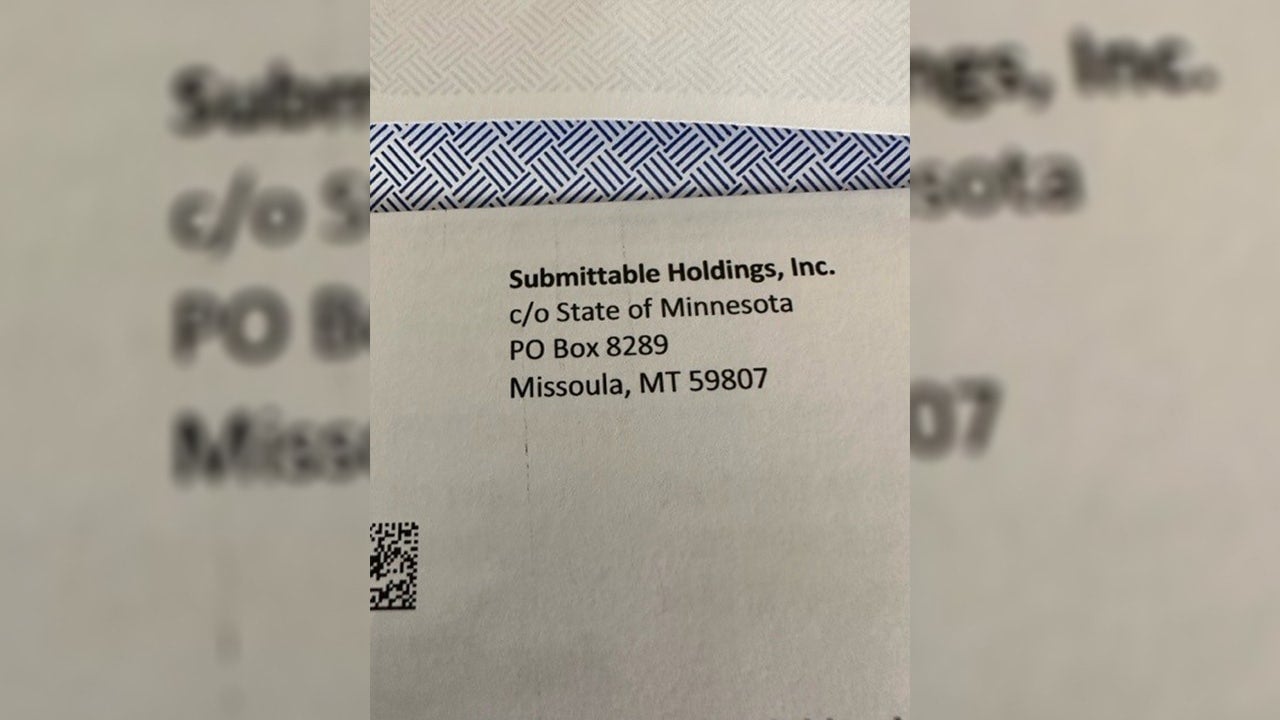 Submittable Holdings, Inc.
c/o State of Minnesota
PO Box 8289
Missoula, MT 59807